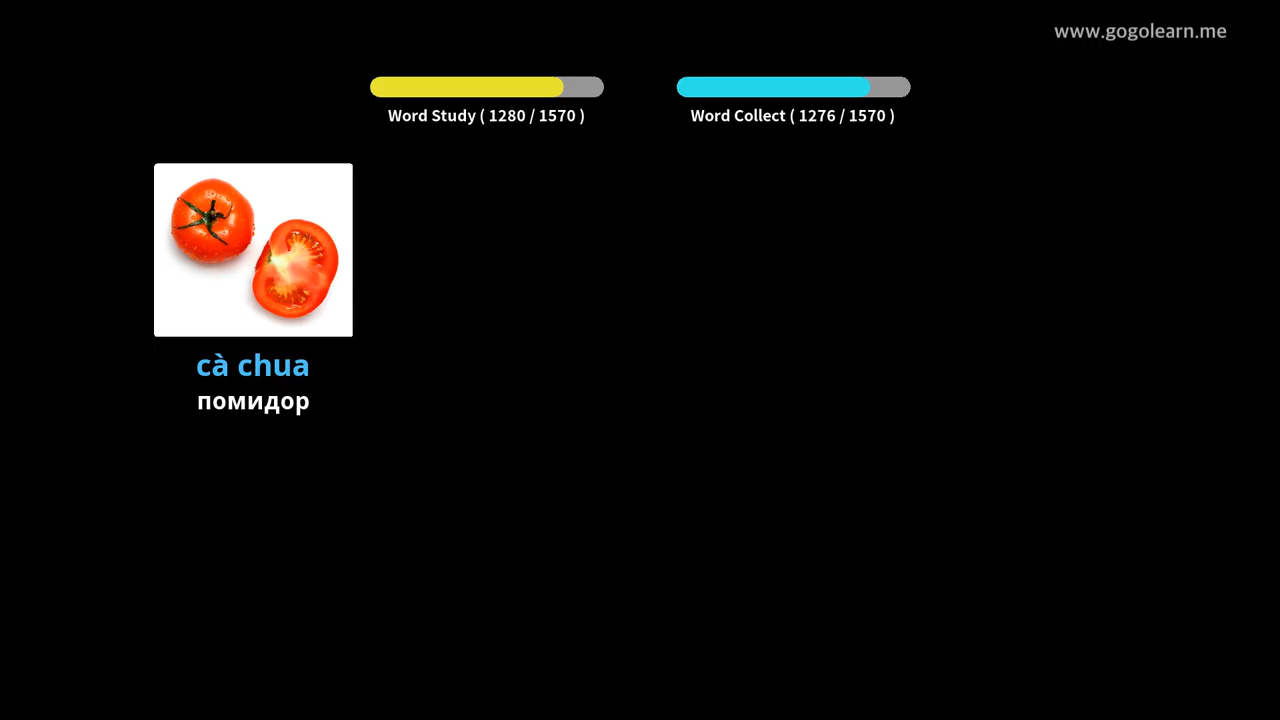 www.gogolearn.me
Word Study ( 1280 / 1570 )
Word Collect ( 1276 / 1570 )
cà chua
помидор